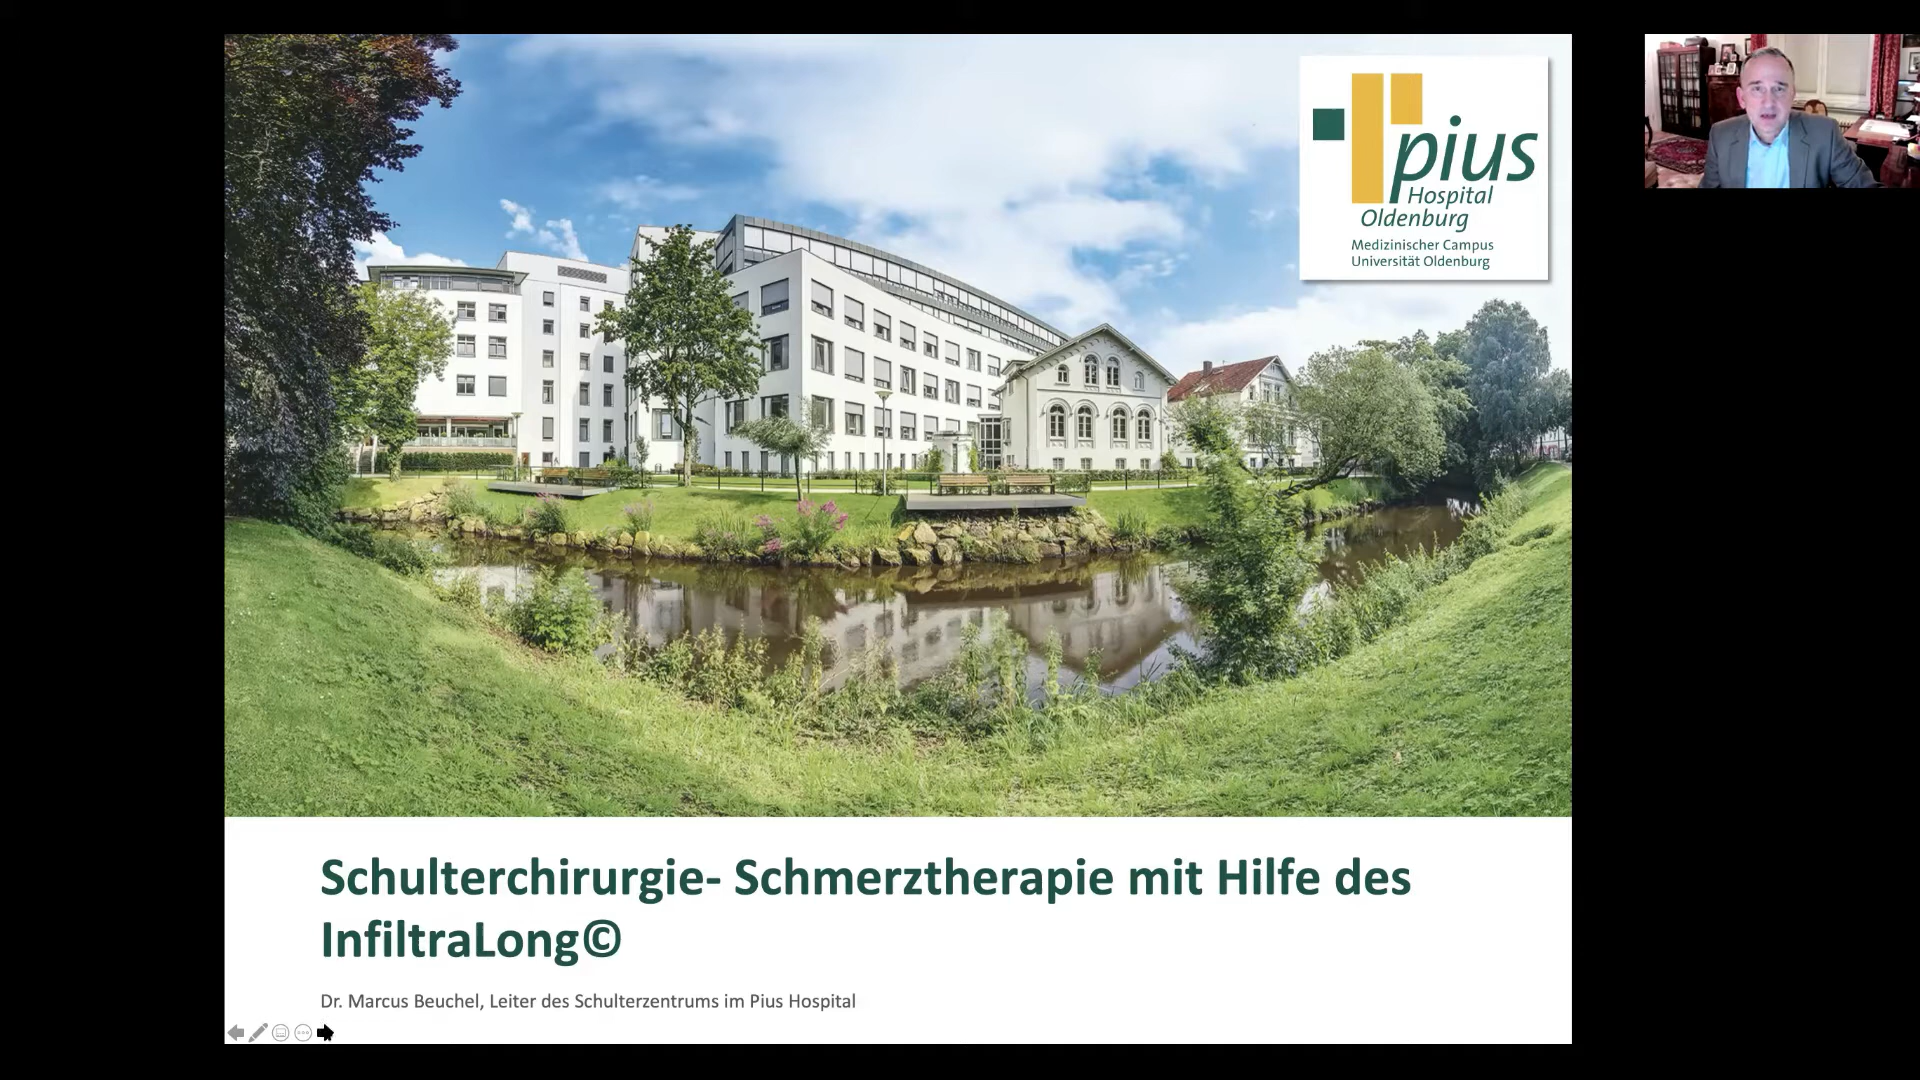 pius
Hospital
Oldenburg
Medizinischer Campus
Universität Oldenburg
Schulterchirurgie- Schmerztherapie mit Hilfe des
InfiltraLong©
Dr. Marcus Beuchel, Leiter des Schulterzentrums im Pius Hospital